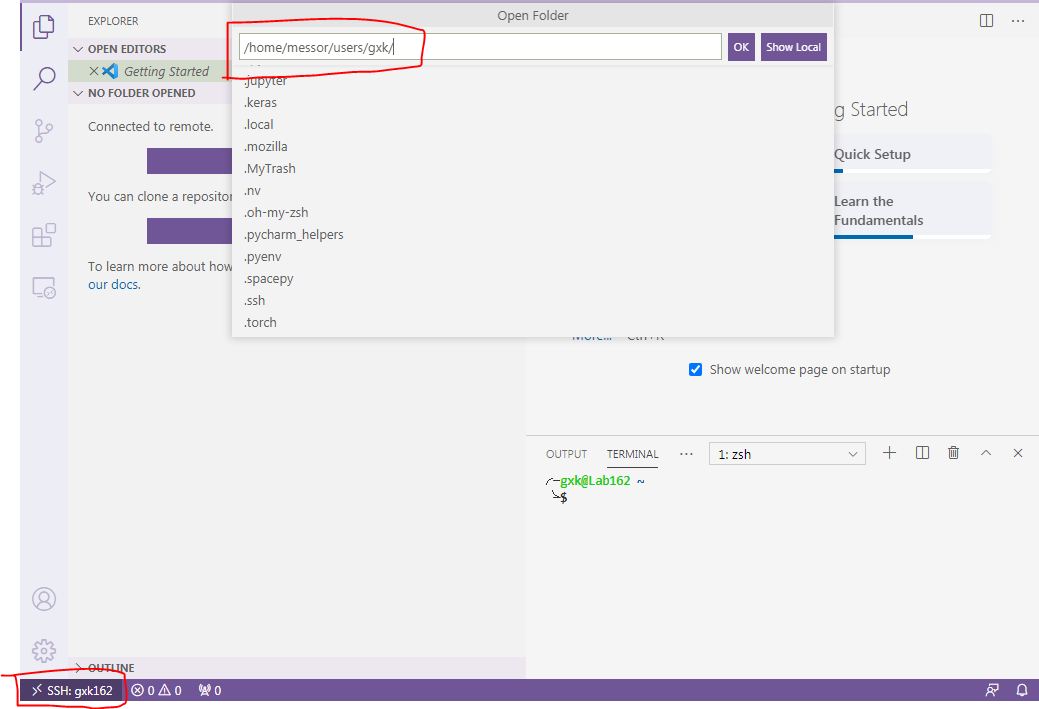 Open Folder
EXPLORER
/home/messor/users/gxk/
OK
Show Local
OPEN EDITORS
Getting Started
NO FOLDER OPENED
.jupyter
.keras
.local
.mozilla
.MyTrash
.nv
.oh-my-zsh
.pycharm_helpers
.pyenv
.spacepy
.ssh
.torch
Connected to remote.
You can clone a repositor
To learn more about how
our docs.
g Started
Quick Setup
Learn the
Fundamentals
More... Ctrl+R
Show welcome page on startup
OUTPUT TERMINAL ··· 1: zsh
gxk@Lab162 ~
$
OUTLINE
SSH: gxk162 0 0 0